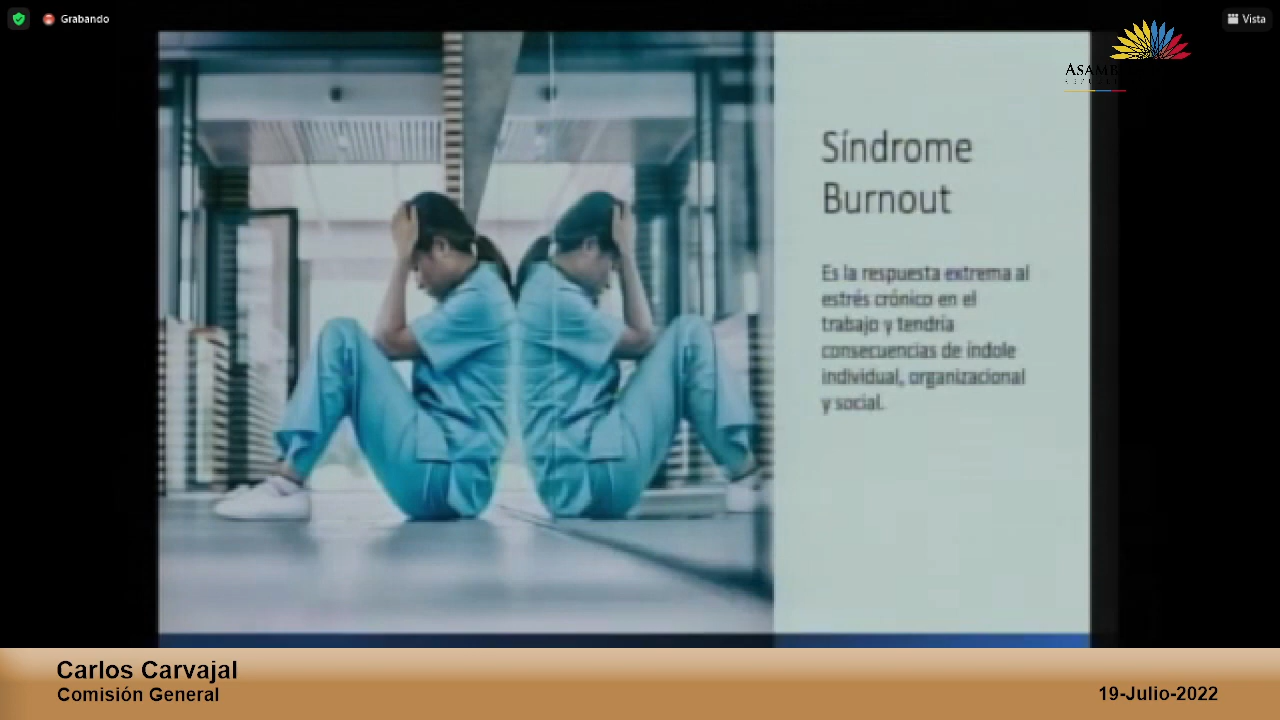 Grabando
Vista
Síndrome
Burnout
Es la respuesta extrema al
estrés crónico en el
trabajo y tendría
consecuencias de índole
individual, organizacional
y social.
Carlos Carvajal
Comisión General
19-Julio-2022